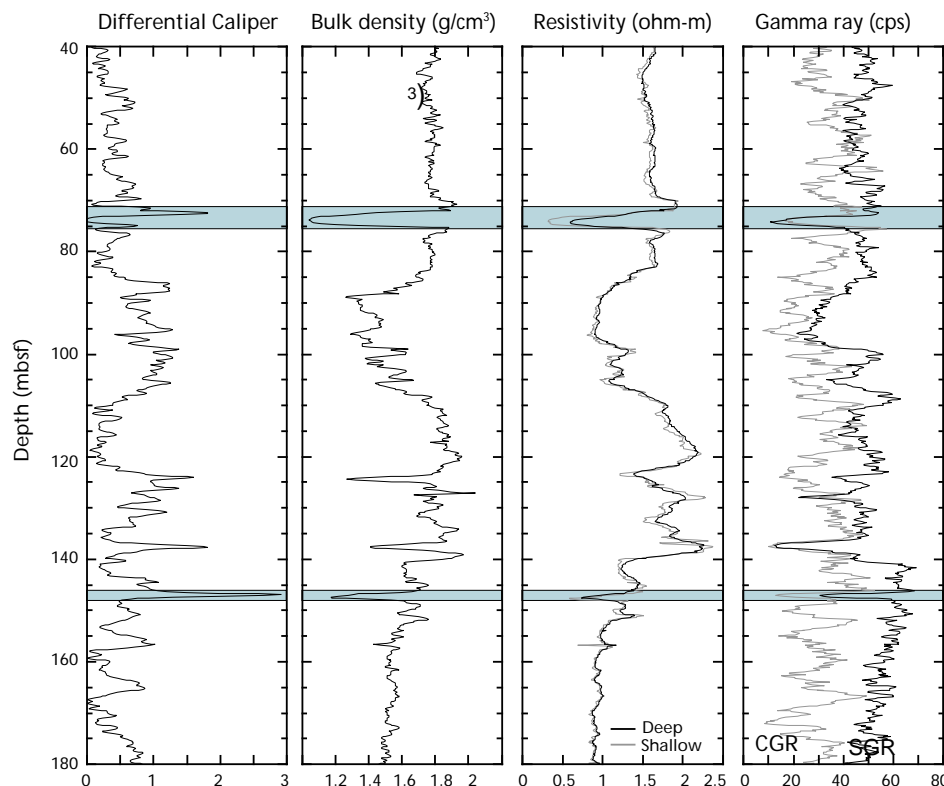 Differential Caliper
Bulk density (g/cm³)
Resistivity (ohm-m)
Gamma ray (cps)
Depth (mbsf)
40
60
80
100
120
140
160
180
3)
Deep
Shallow
CGR
SGR
0 1 2 3
1.2 1.4 1.6 1.8 2
0 0.5 1 1.5 2 2.5
0 20 40 60 80